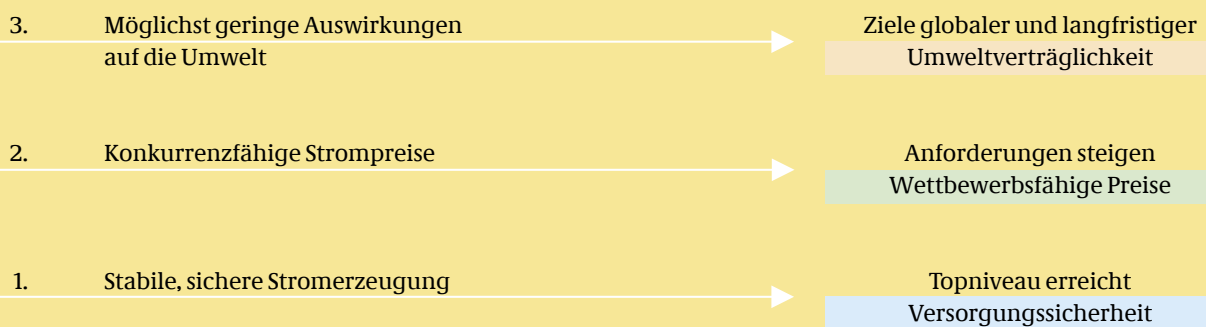 3. Möglichst geringe Auswirkungen
auf die Umwelt
Ziele globaler und langfristiger
Umweltverträglichkeit
2. Konkurrenzfähige Strompreise
Anforderungen steigen
Wettbewerbsfähige Preise
1. Stabile, sichere Stromerzeugung
Topniveau erreicht
Versorgungssicherheit